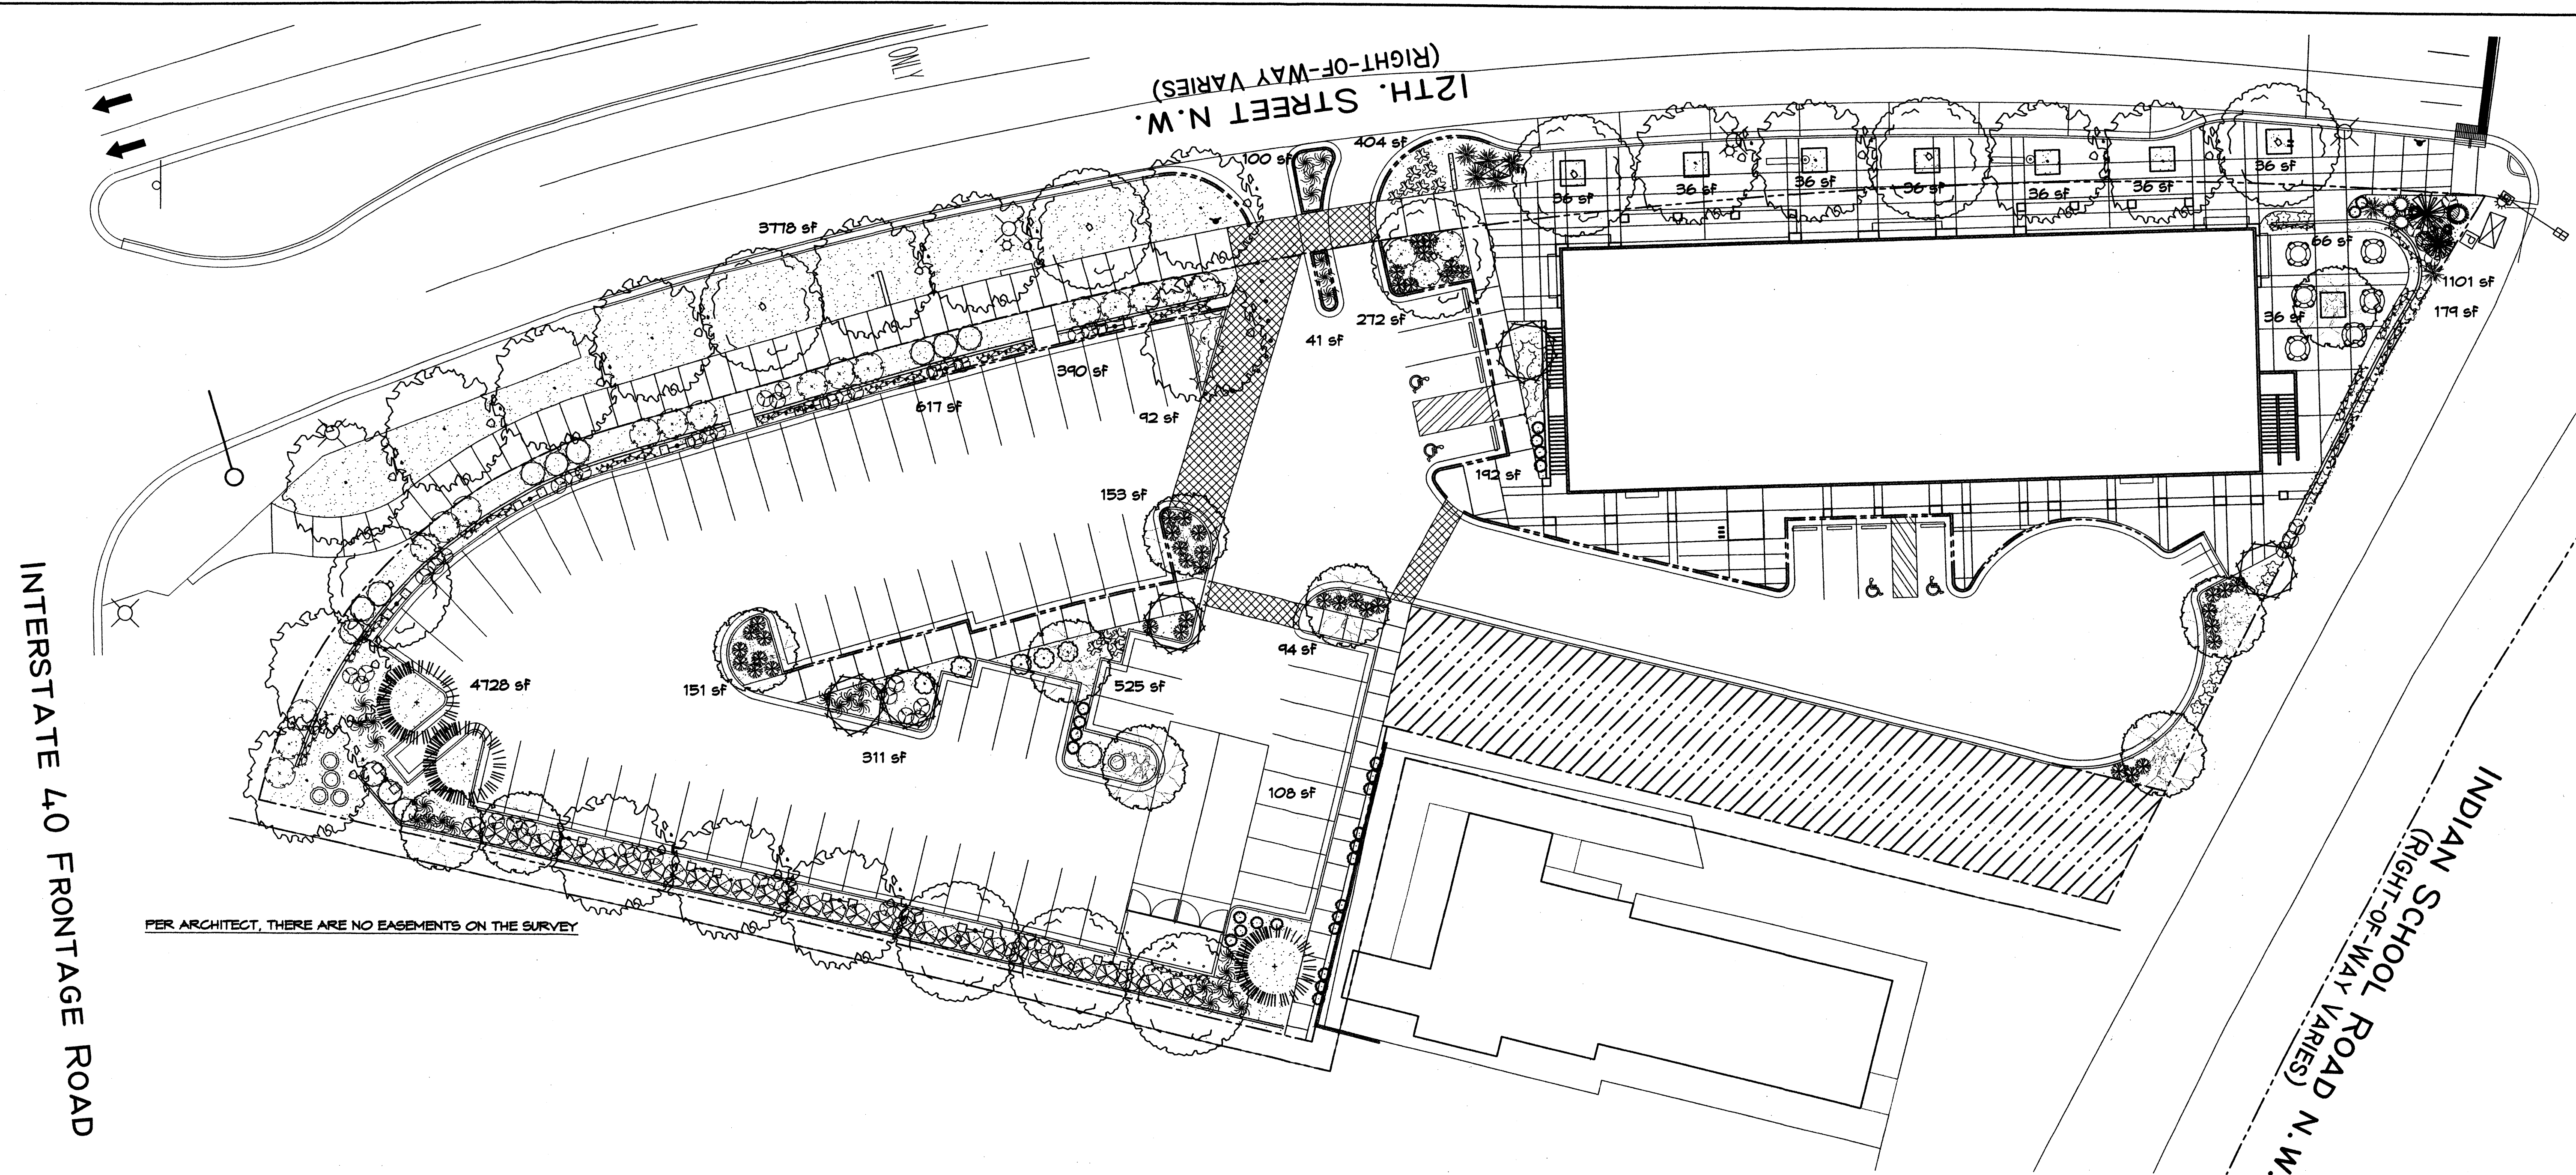 ONLY
(RIGHT-OF-WAY VARIES)
12TH. STREET N.W.
100 sf
404 sf
3778 sf
36 sf
36 sf
36 sf
36 sf
36 sf
36 sf
36 sf
66 sf
1101 sf
179 sf
36 sf
272 sf
41 sf
390 sf
617 sf
92 sf
192 sf
153 sf
94 sf
4728 sf
151 sf
525 sf
311 sf
108 sf
INTERSTATE 40 FRONTAGE ROAD
PER ARCHITECT, THERE ARE NO EASEMENTS ON THE SURVEY
INDIAN SCHOOL ROAD N.W.
(RIGHT-OF-WAY VARIES)